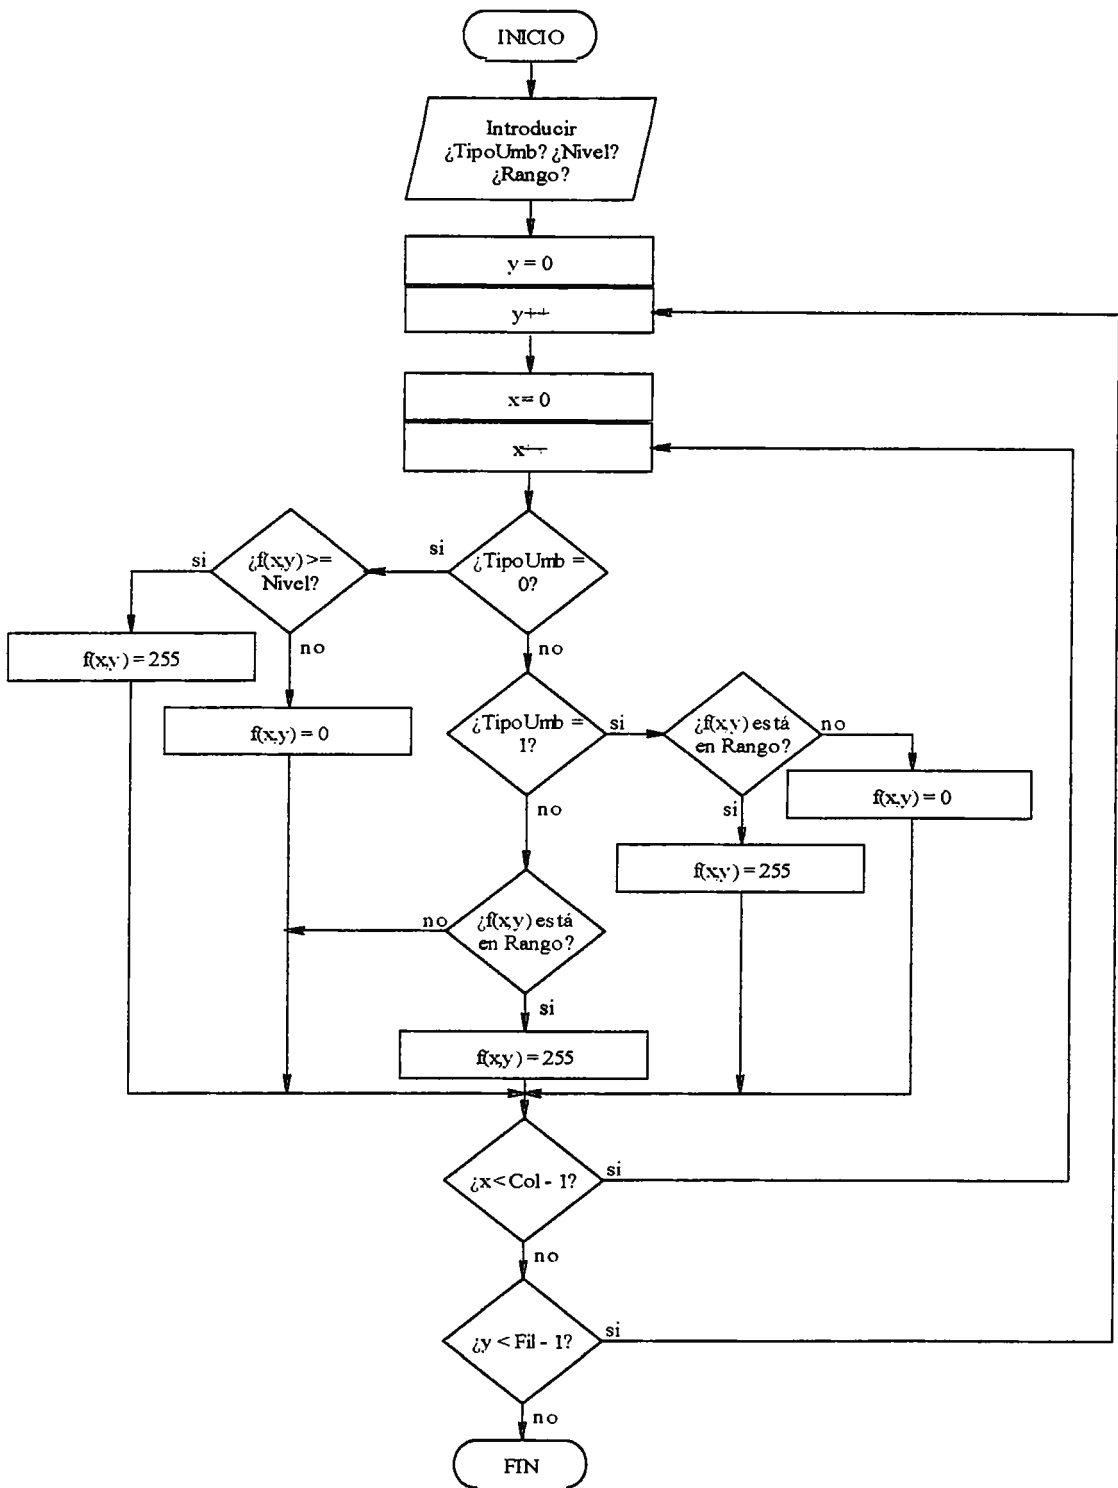 INICIO
Introducir
¿TipoUmb? ¿Nivel?
¿Rango?
y = 0
y++
x = 0
x++
¿TipoUmb =
0?
si
¿f(x,y) >=
Nivel?
si
f(x,y) = 255
no
no
f(x,y) = 0
¿TipoUmb =
1?
si
¿f(x,y) está
en Rango?
no
f(x,y) = 0
si
no
f(x,y) = 255
¿f(x,y) está
en Rango?
no
si
f(x,y) = 255
¿x < Col - 1?
si
no
¿y < Fil - 1?
si
no
FIN